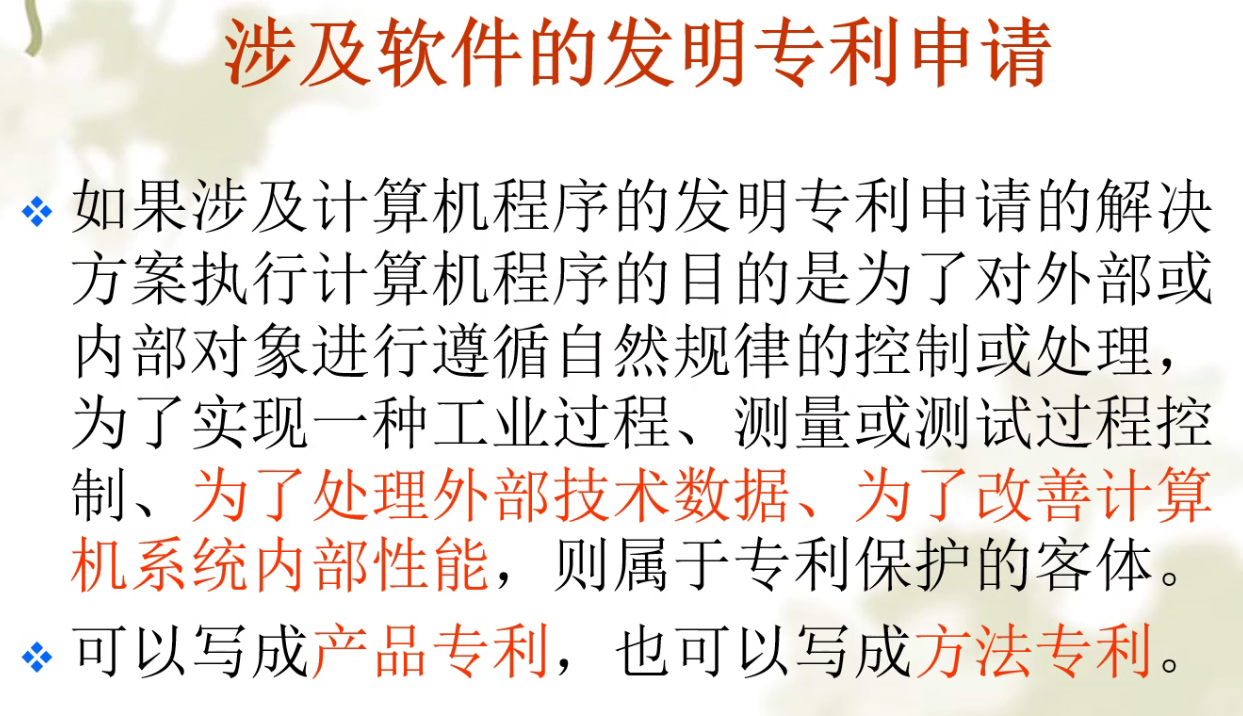 涉及软件的发明专利申请
如果涉及计算机程序的发明专利申请的解决
方案执行计算机程序的目的是为了对外部或
内部对象进行遵循自然规律的控制或处理，
为了实现一种工业过程、测量或测试过程控
制、为了处理外部技术数据、为了改善计算
机系统内部性能，则属于专利保护的客体。
可以写成产品专利，也可以写成方法专利。